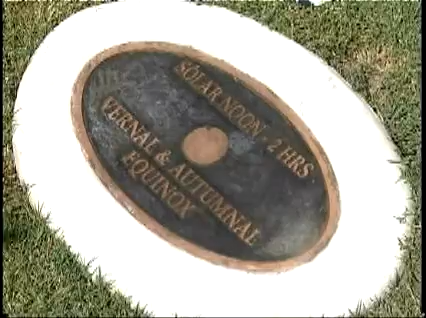 SOLAR NOON - 2 HRS
VERNAL & AUTUMNAL
EQUINOX